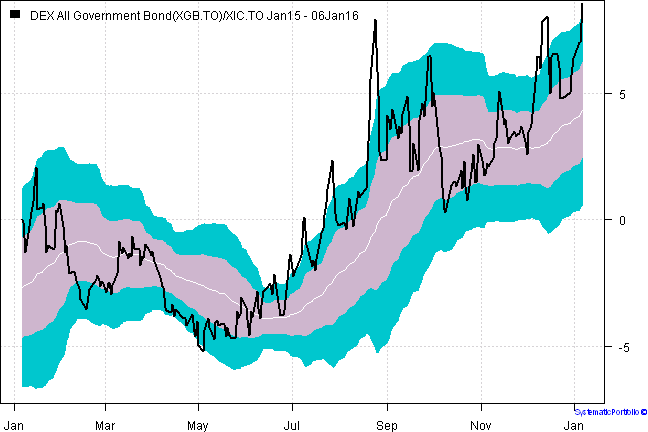 DEX All Government Bond(XGB.TO)/XIC.TO Jan15 - 06Jan16
5
0
-5
Jan Mar May Jul Sep Nov Jan
SystematicPortfolio ©